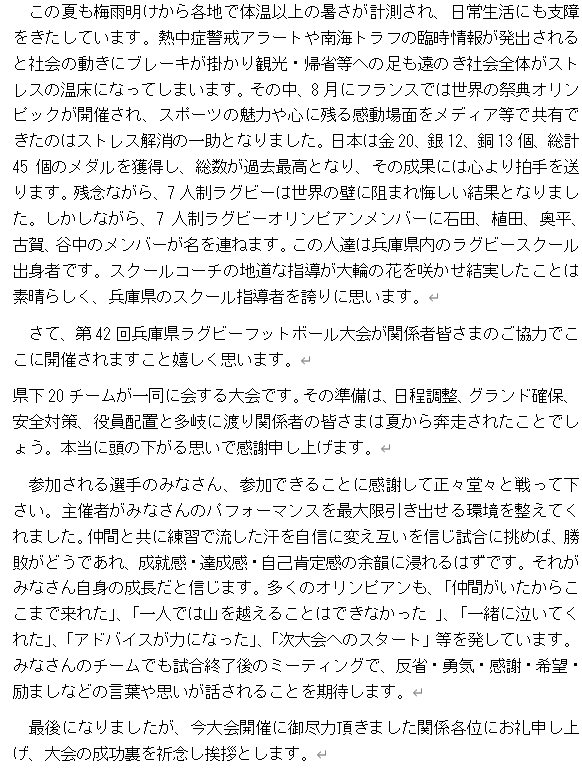 この夏も梅雨明けから各地で体温以上の暑さが計測され、日常生活にも支障
をきたしています。熱中症警戒アラートや南海トラフの臨時情報が発出される
と社会の動きにブレーキが掛かり観光・帰省等への足も遠のき社会全体がスト
レスの温床になってしまいます。その中、8月にフランスでは世界の祭典オリン
ピックが開催され、スポーツの魅力や心に残る感動場面をメディア等で共有で
きたのはストレス解消の一助となりました。日本は金20、銀12、銅13個、総計
45 個のメダルを獲得し、総数が過去最高となり、その成果には心より拍手を送
ります。残念ながら、7人制ラグビーは世界の壁に阻まれ悔しい結果となりまし
た。しかしながら、7 人制ラグビーオリンピアンメンバーに石田、植田、奥平、
古賀、谷中のメンバーが名を連ねます。この人達は兵庫県内のラグビースクール
出身者です。スクールコーチの地道な指導が大輪の花を咲かせ結実したことは
素晴らしく、兵庫県のスクール指導者を誇りに思います。
さて、第42回兵庫県ラグビーフットボール大会が関係者皆さまのご協力でこ
こに開催されますこと嬉しく思います。
県下20チームが一同に会する大会です。その準備は、日程調整、グランド確保、
安全対策、役員配置と多岐に渡り関係者の皆さまは夏から奔走されたことでし
ょう。本当に頭の下がる思いで感謝申し上げます。
参加される選手のみなさん、参加できることに感謝して正々堂々と戦って下
さい。主催者がみなさんのパフォーマンスを最大限引き出せる環境を整えてく
れました。仲間と共に練習で流した汗を自信に変え互いを信じ試合に挑めば、勝
敗がどうであれ、成就感・達成感・自己肯定感の余韻に浸れるはずです。それが
みなさん自身の成長だと信じます。多くのオリンピアンも、「仲間がいたからこ
こまで来れた」、「一人では山を越えることはできなかった 」、「一緒に泣いてく
れた」、「アドバイスが力になった」、「次大会へのスタート」等を発しています。
みなさんのチームでも試合終了後のミーティングで、反省・勇気・感謝・希望・
励ましなどの言葉や思いが話されることを期待します。
最後になりましたが、今大会開催に御尽力頂きました関係各位にお礼申し上
げ、大会の成功裏を祈念し挨拶とします。